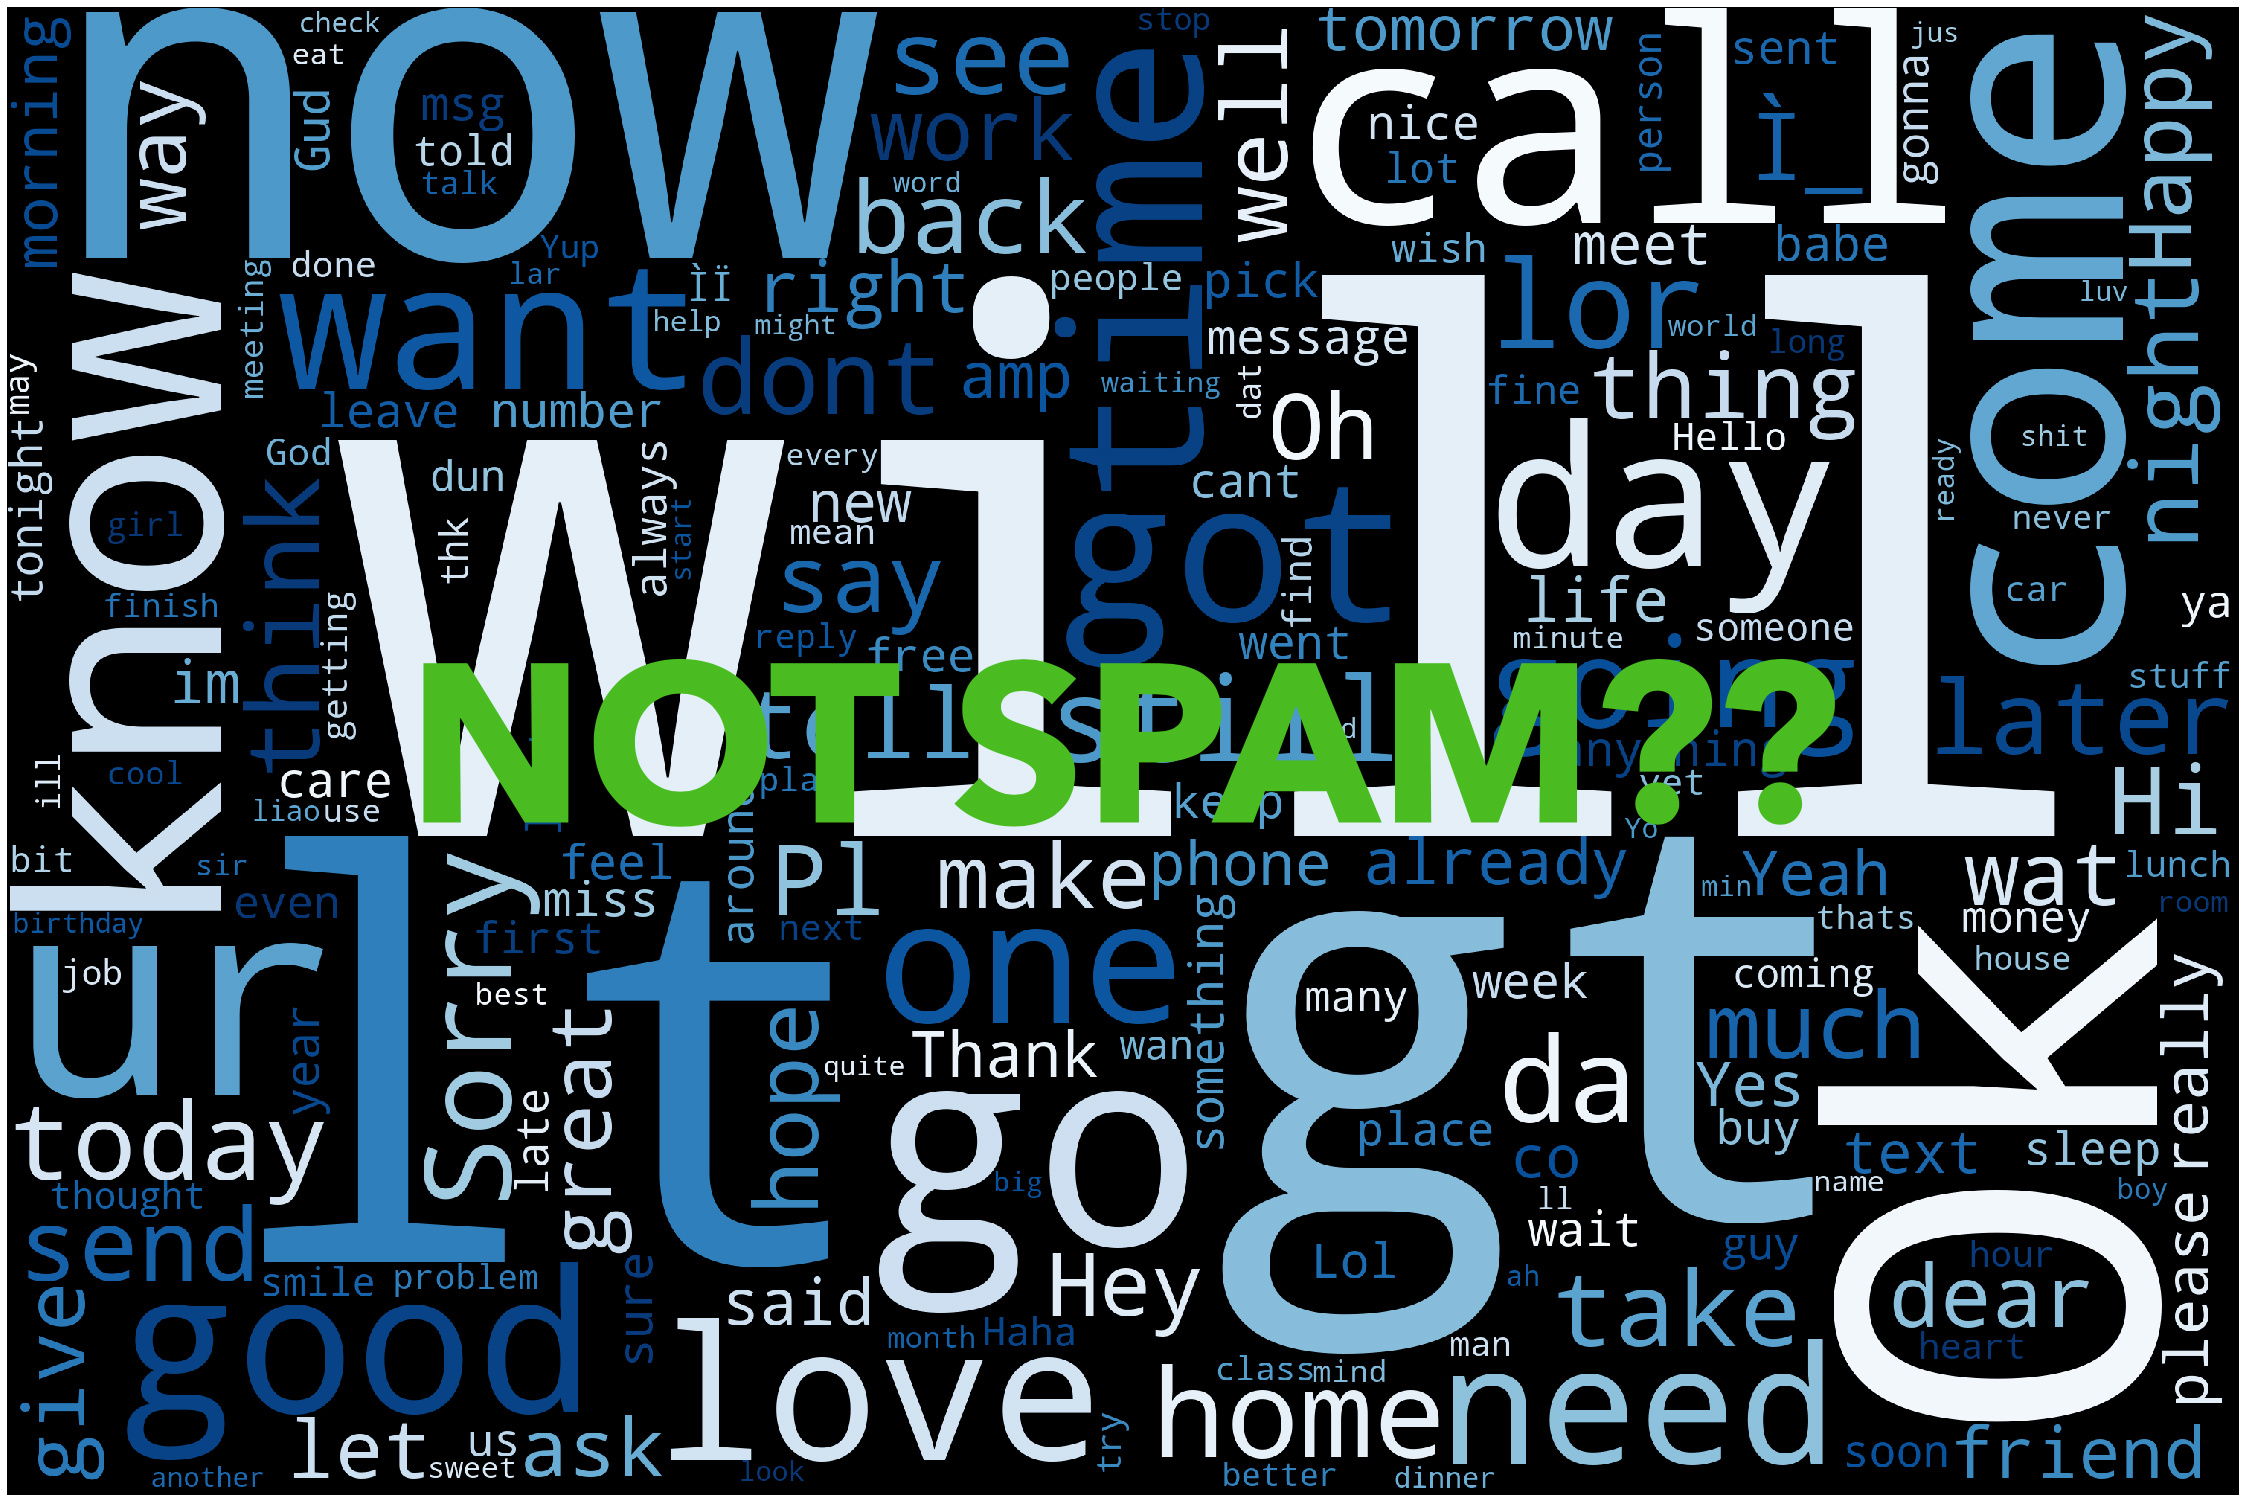 NOT SPAM??
morning
now
check
eat
way
Gud
msg
told
talk
see
work
word
back
time
stop
well
tomorrow
call
nice
lot
person
sent
Ì_
gonna
jus
come
night
Happy
know
meeting
done
Yup
lar
want
ÌÏ
help
right
might
people
pick
wish
meet
babe
lor
luv
leave
number
dont
amp
waiting
message
dat
Oh
fine
world
long
thing
Hello
tonight
may
girl
God
think
dun
thk
always
start
every
new
mean
will
got
cant
find
day
ready
shit
never
car
ya
finish
im
getting
say
reply
free
went
life
minute
someone
going
later
stuff
cool
ill
care
liao
use
tell
still
keep
yet
Yo
Hi
bit
sir
even
birthday
lt
Sorry
feel
miss
first
around
Pl
next
make
phone
already
min
Yeah
wat
lunch
thats
money
room
house
ur
job
year
best
great
late
hope
one
quite
Thank
wan
something
gt
many
week
coming
much
ok
really
today
thought
send
smile
problem
go
big
place
da
co
ll
wait
Yes
buy
text
name
sleep
boy
please
give
good
sure
said
love
month
Haha
Hey
Lol
ah
man
take
guy
hour
dear
heart
another
let
us
sweet
ask
look
try
class
mind
home
better
dinner
need
soon
friend